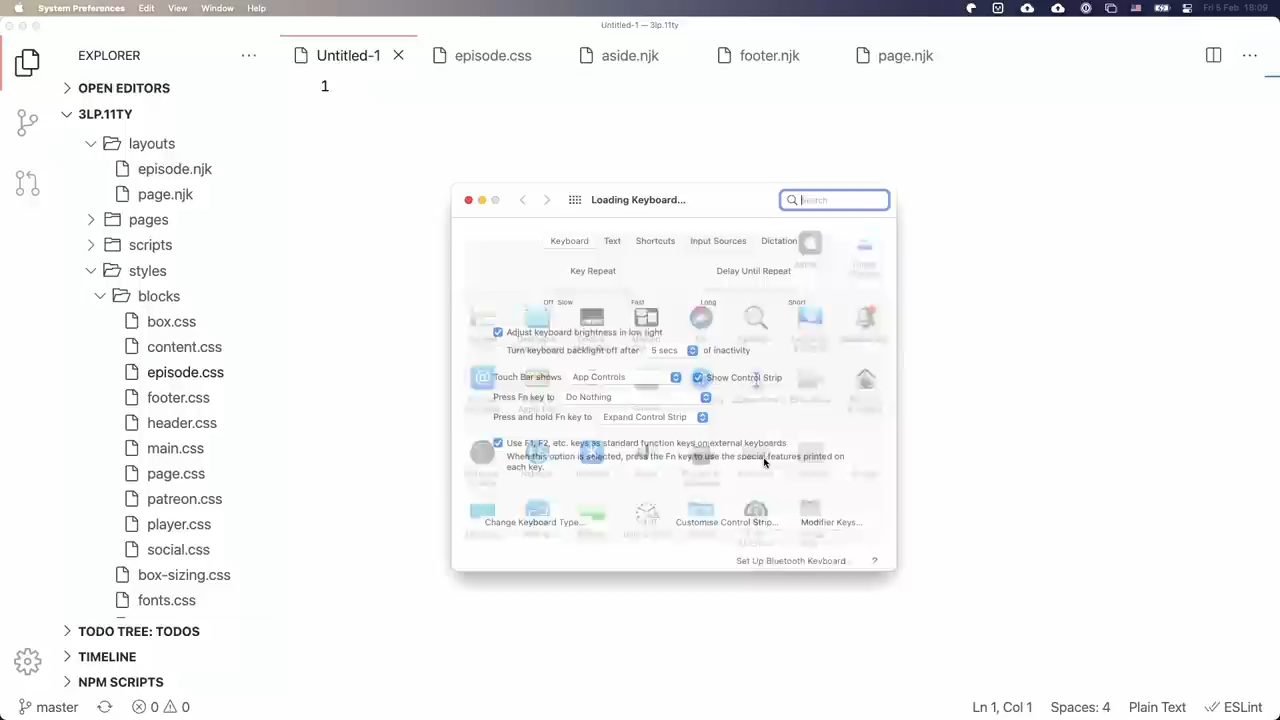 System Preferences Edit View Window Help Fri 5 Feb 18:09
Untitled-1 — 3lp.11ty
EXPLORER
Untitled-1
episode.css
aside.njk
footer.njk
page.njk
1
OPEN EDITORS
3LP.11TY
layouts
episode.njk
page.njk
pages
scripts
styles
blocks
box.css
content.css
episode.css
footer.css
header.css
main.css
page.css
patreon.css
player.css
social.css
box-sizing.css
fonts.css
TODO TREE: TODOS
TIMELINE
NPM SCRIPTS
Loading Keyboard...
Search
Keyboard Text Shortcuts Input Sources Dictation
Key Repeat Delay Until Repeat
Off Slow Fast Long Short
Adjust keyboard brightness in low light
Turn keyboard backlight off after 5 secs of inactivity
Touch Bar shows App Controls Show Control Strip
Press Fn key to Do Nothing
Press and hold Fn key to Expand Control Strip
Use F1, F2, etc. keys as standard function keys on external keyboards
When this option is selected, press the Fn key to use the special features printed on
each key.
Change Keyboard Type... Customise Control Strip... Modifier Keys...
Set Up Bluetooth Keyboard... ?
master 0 0 Ln 1, Col 1 Spaces: 4 Plain Text ESLint